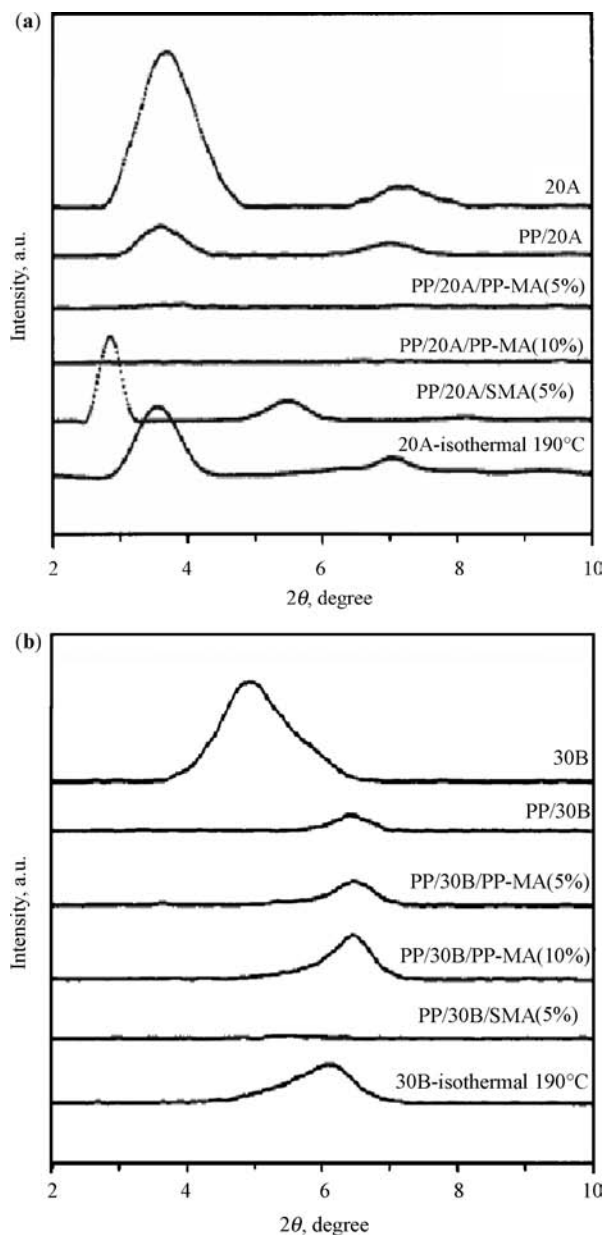 (a)
20A
PP/20A
PP/20A/PP-MA(5%)
PP/20A/PP-MA(10%)
PP/20A/SMA(5%)
20A-isothermal 190°C
Intensity, a.u.
2 4 6 8 10
2θ, degree
(b)
30B
PP/30B
PP/30B/PP-MA(5%)
PP/30B/PP-MA(10%)
PP/30B/SMA(5%)
30B-isothermal 190°C
Intensity, a.u.
2 4 6 8 10
2θ, degree